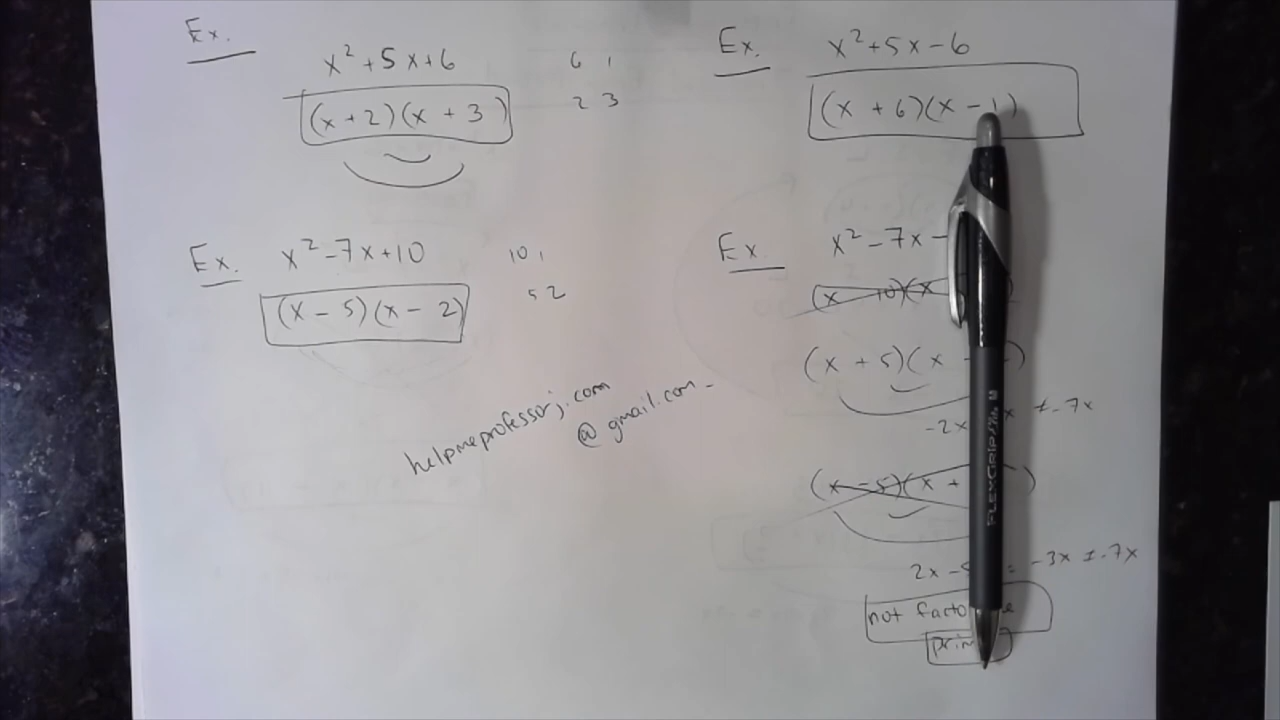 Ex.
x² + 5x + 6
6 1
(x + 2)(x + 3)
2 3
Ex.
x² + 5x - 6
(x + 6)(x - 1)
Ex.
x² - 7x + 10
10 1
(x - 5)(x - 2)
5 2
helpmeprofessorj.com
@ gmail.com
Ex
x² - 7x -
(x - 10)(x
(x + 5)(x -
-2x x ≠ -7x
(x - 5)(x +
2x - = -3x ≠ -7x
not
FLEXGRIP